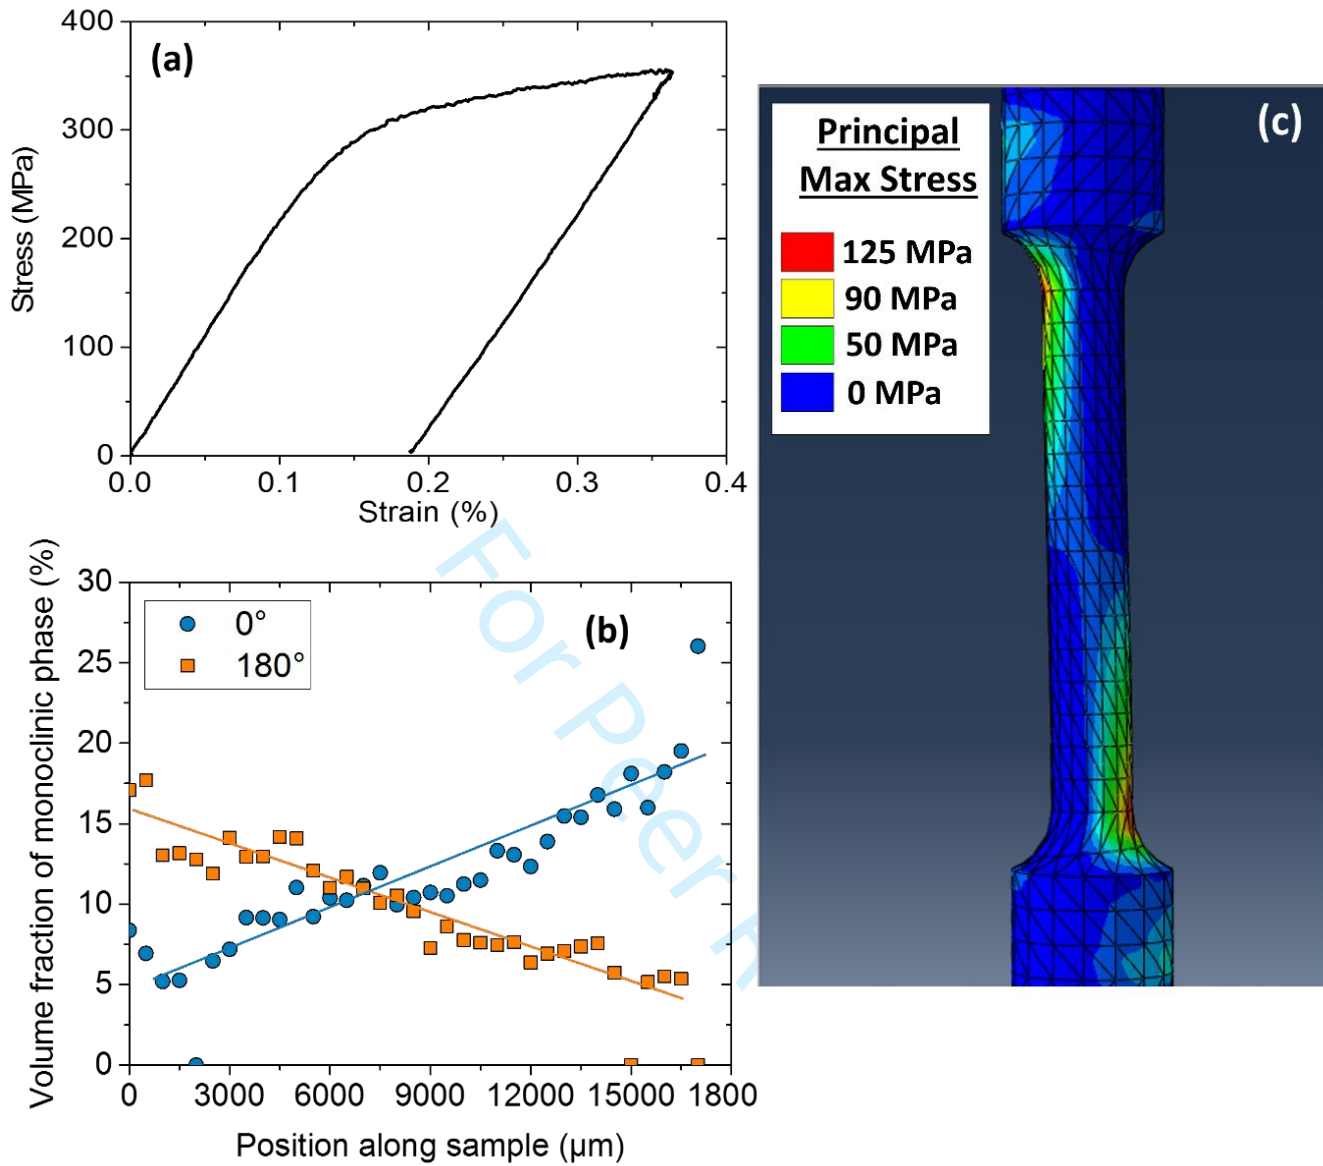 (a)
400
300
200
100
0
Stress (MPa)
0.0 0.1 0.2 0.3 0.4
Strain (%)
(b)
0°
180°
30
25
20
15
10
5
0
Volume fraction of monoclinic phase (%)
0 3000 6000 9000 12000 15000 1800
Position along sample (µm)
(c)
Principal
Max Stress
125 MPa
90 MPa
50 MPa
0 MPa
For Peer